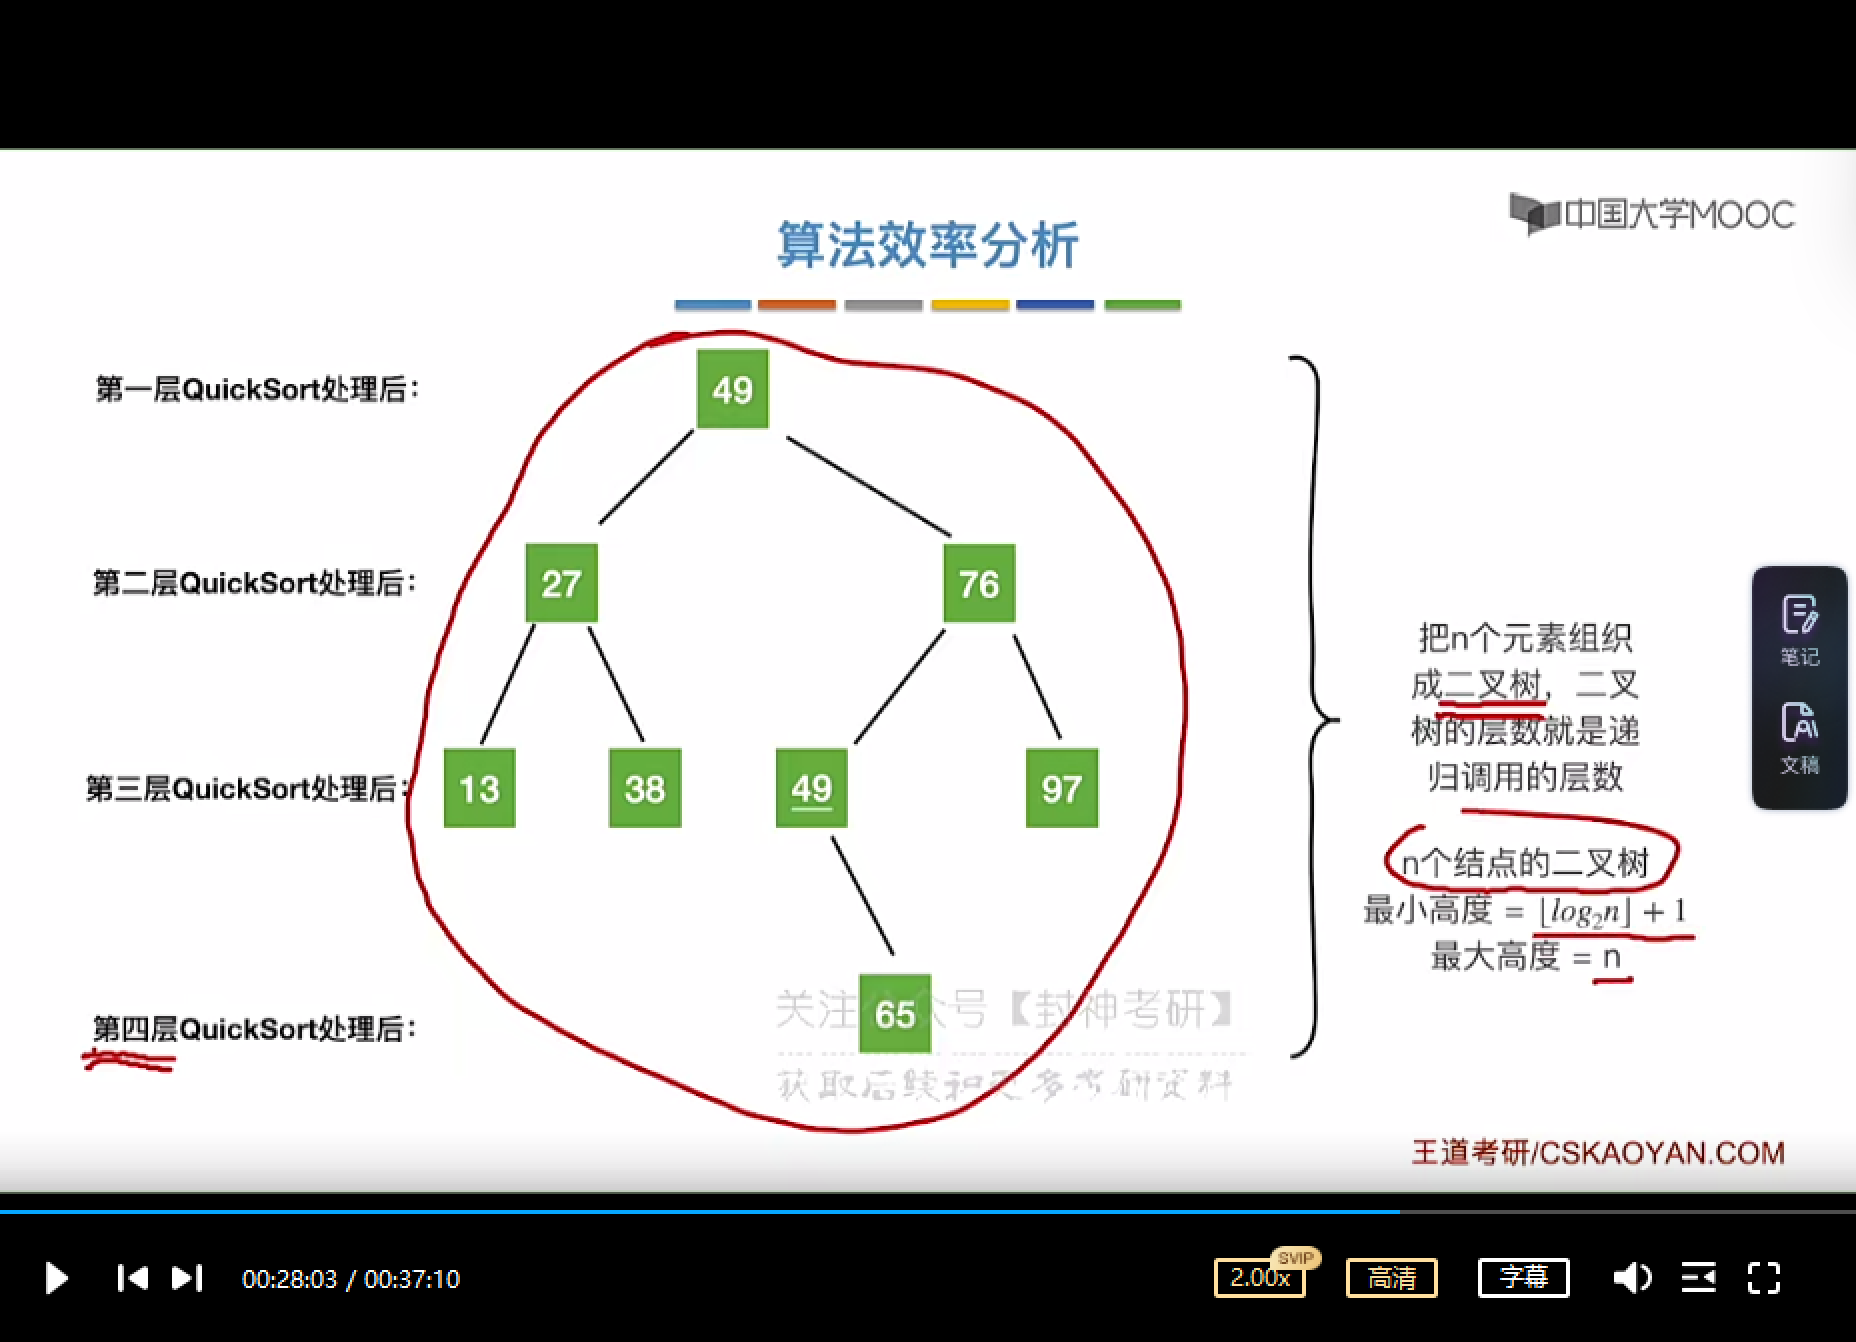 中国大学MOOC
算法效率分析
第一层QuickSort处理后：
49
第二层QuickSort处理后：
27
76
第三层QuickSort处理后：
13
38
49
97
第四层QuickSort处理后：
65
把n个元素组织
成二叉树，二叉
树的层数就是递
归调用的层数
n个结点的二叉树
最小高度 = ⌊log₂n⌋ + 1
最大高度 = n
关注公众号【封神考研】
获取后续和更多考研资料
王道考研/CSKAOYAN.COM
笔记
文稿
00:28:03 / 00:37:10
2.00x
SVIP
高清
字幕